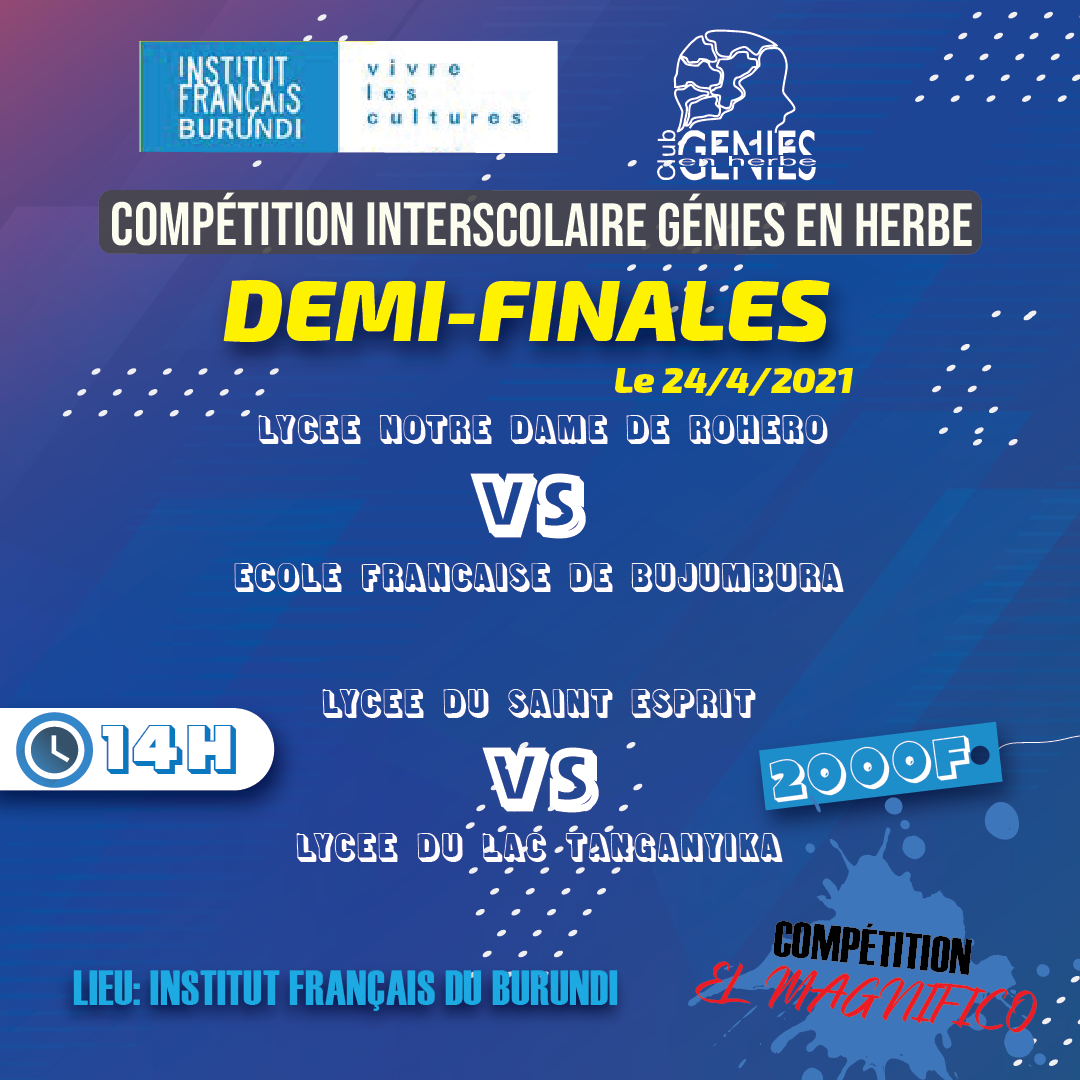 INSTITUT
FRANÇAIS
BURUNDI
vivre
les
cultures
Club
GENIES
en herbe
COMPÉTITION INTERSCOLAIRE GÉNIES EN HERBE
DEMI-FINALES
Le 24/4/2021
LYCEE NOTRE DAME DE ROHERO
VS
ECOLE FRANCAISE DE BUJUMBURA
LYCEE DU SAINT ESPRIT
14H
VS
2000F
LYCEE DU LAC TANGANYIKA
COMPÉTITION
EL MAGNIFICO
LIEU: INSTITUT FRANÇAIS DU BURUNDI